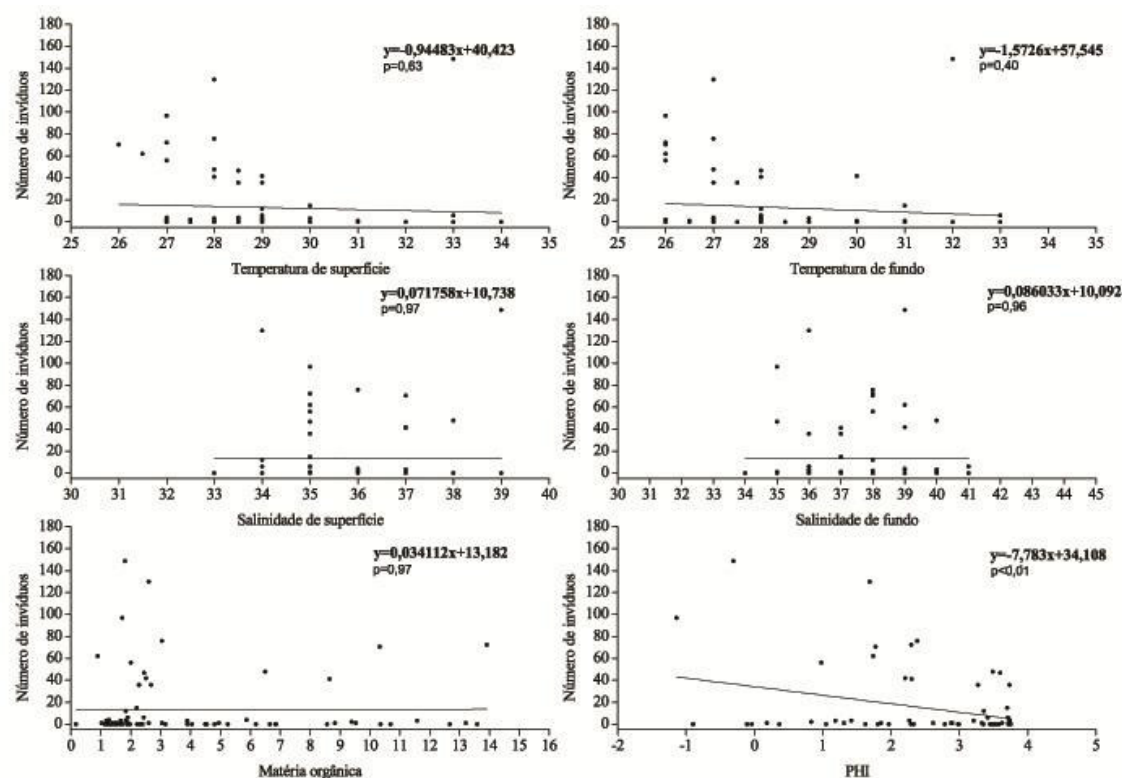 Número de invíduos
180
160
140
120
100
80
60
40
20
0
y=-0,94483x+40,423
p=0,63
25 26 27 28 29 30 31 32 33 34 35
Temperatura de superfície
Número de invíduos
180
160
140
120
100
80
60
40
20
0
y=-1,5726x+57,545
p=0,40
25 26 27 28 29 30 31 32 33 34 35
Temperatura de fundo
Número de invíduos
180
160
140
120
100
80
60
40
20
0
y=0,071758x+10,738
p=0,97
30 31 32 33 34 35 36 37 38 39 40
Salinidade de superfície
Número de invíduos
180
160
140
120
100
80
60
40
20
0
y=0,086033x+10,092
p=0,96
30 31 32 33 34 35 36 37 38 39 40 41 42 43 44 45
Salinidade de fundo
Número de invíduos
180
160
140
120
100
80
60
40
20
0
y=0,034112x+13,182
p=0,97
0 1 2 3 4 5 6 7 8 9 10 11 12 13 14 15 16
Matéria orgânica
Número de invíduos
180
160
140
120
100
80
60
40
20
0
y=-7,783x+34,108
p<0,01
-2 -1 0 1 2 3 4 5
PHI